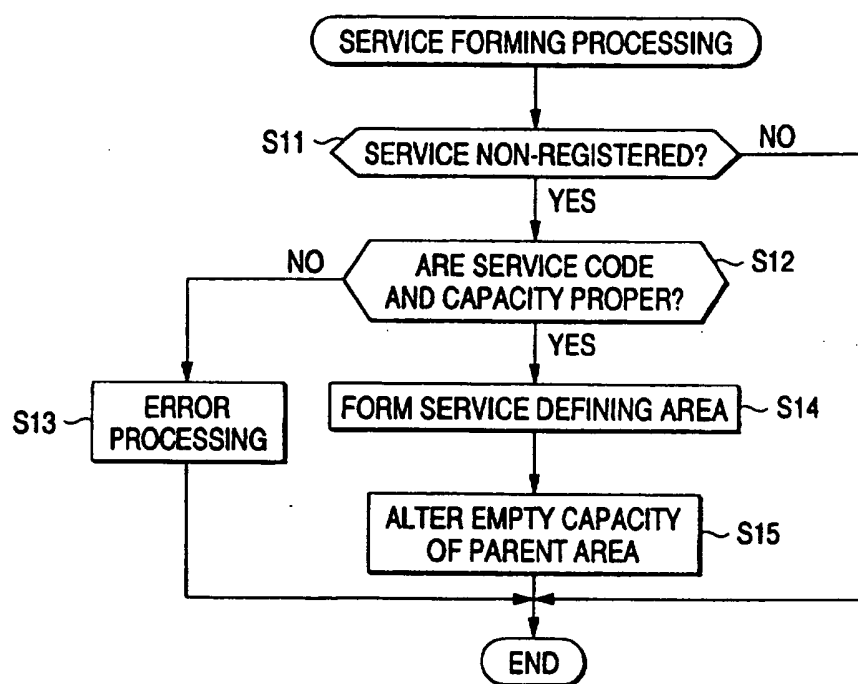 SERVICE FORMING PROCESSING
S11
SERVICE NON-REGISTERED?
NO
YES
NO
ARE SERVICE CODE
AND CAPACITY PROPER?
S12
YES
S13
ERROR
PROCESSING
FORM SERVICE DEFINING AREA
S14
ALTER EMPTY CAPACITY
OF PARENT AREA
S15
END